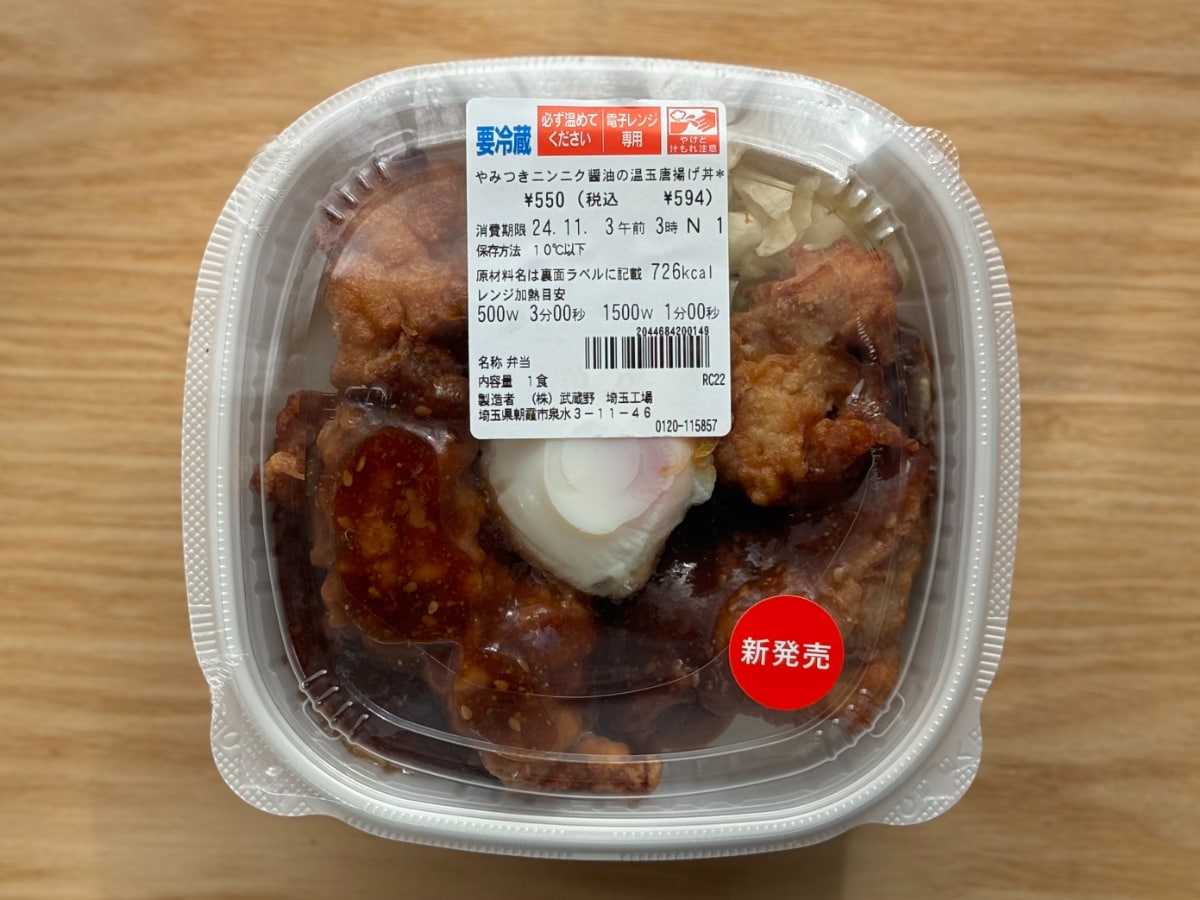 要冷蔵
必ず温めて
ください
電子レンジ
専用
やけど
汁もれ注意
やみつきニンニク醤油の温玉唐揚げ丼*
¥550(税込 ¥594)
消費期限 24.11. 3午前 3時 N 1
保存方法 10℃以下
原材料名は裏面ラベルに記載 726kcal
レンジ加熱目安
500W 3分00秒 1500W 1分00秒
2044684200149
名称 弁当
内容量 1食 RC22
製造者 (株)武蔵野 埼玉工場
埼玉県朝霞市泉水3-11-46
0120-115857
新発売